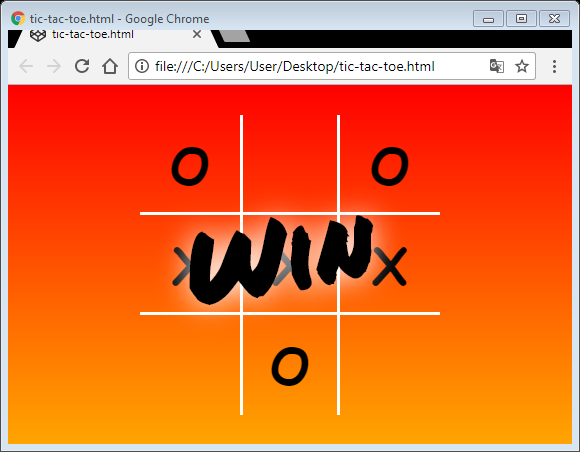 tic-tac-toe.html - Google Chrome
tic-tac-toe.html
file:///C:/Users/User/Desktop/tic-tac-toe.html
O O
X X X
WIN
O